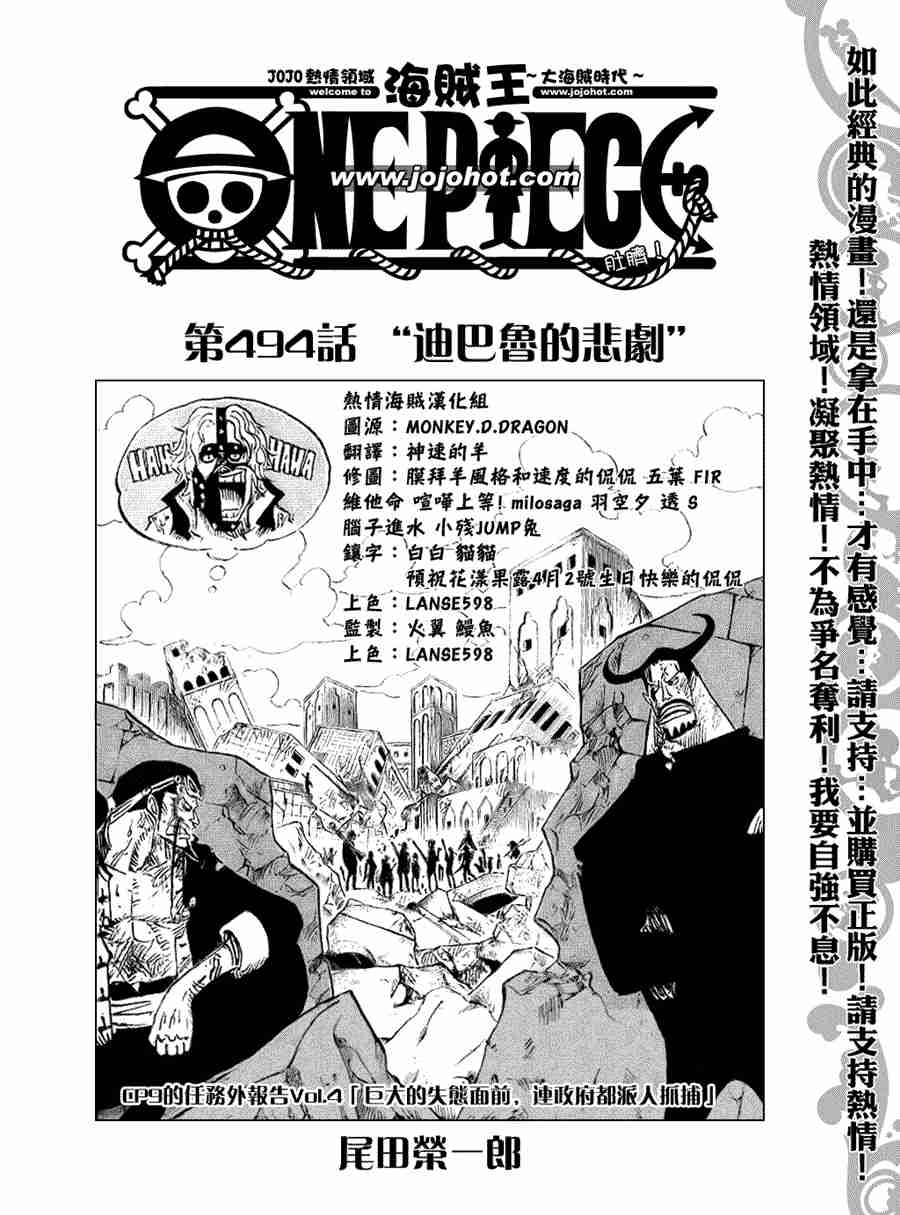 JOJO熱情領域 海賊王 ~大海賊時代~
welcome to www.jojohot.com
ONE PIECE
www.jojohot.com
肚臍！
第494話 “迪巴魯的悲劇”
HAH YAHA
熱情海賊漢化組
圖源：MONKEY.D.DRAGON
翻譯：神速的羊
修圖：膜拜羊風格和速度的侃侃 五葉 FIR
維他命 喧嘩上等! milosaga 羽空夕 透 S
腦子進水 小殘JUMP兔
鑲字：白白 貓貓
預祝花漾果露4月2號生日快樂的侃侃
上色：LANSE598
監製：火翼 鰻魚
上色：LANSE598
CP9的任務外報告Vol.4「巨大的失態面前，連政府都派人抓捕」
尾田榮一郎
如此經典的漫畫！還是拿在手中…才有感覺…請支持…並購買正版！請支持熱情！
熱情領域！凝聚熱情！不為爭名奪利！我要自強不息！